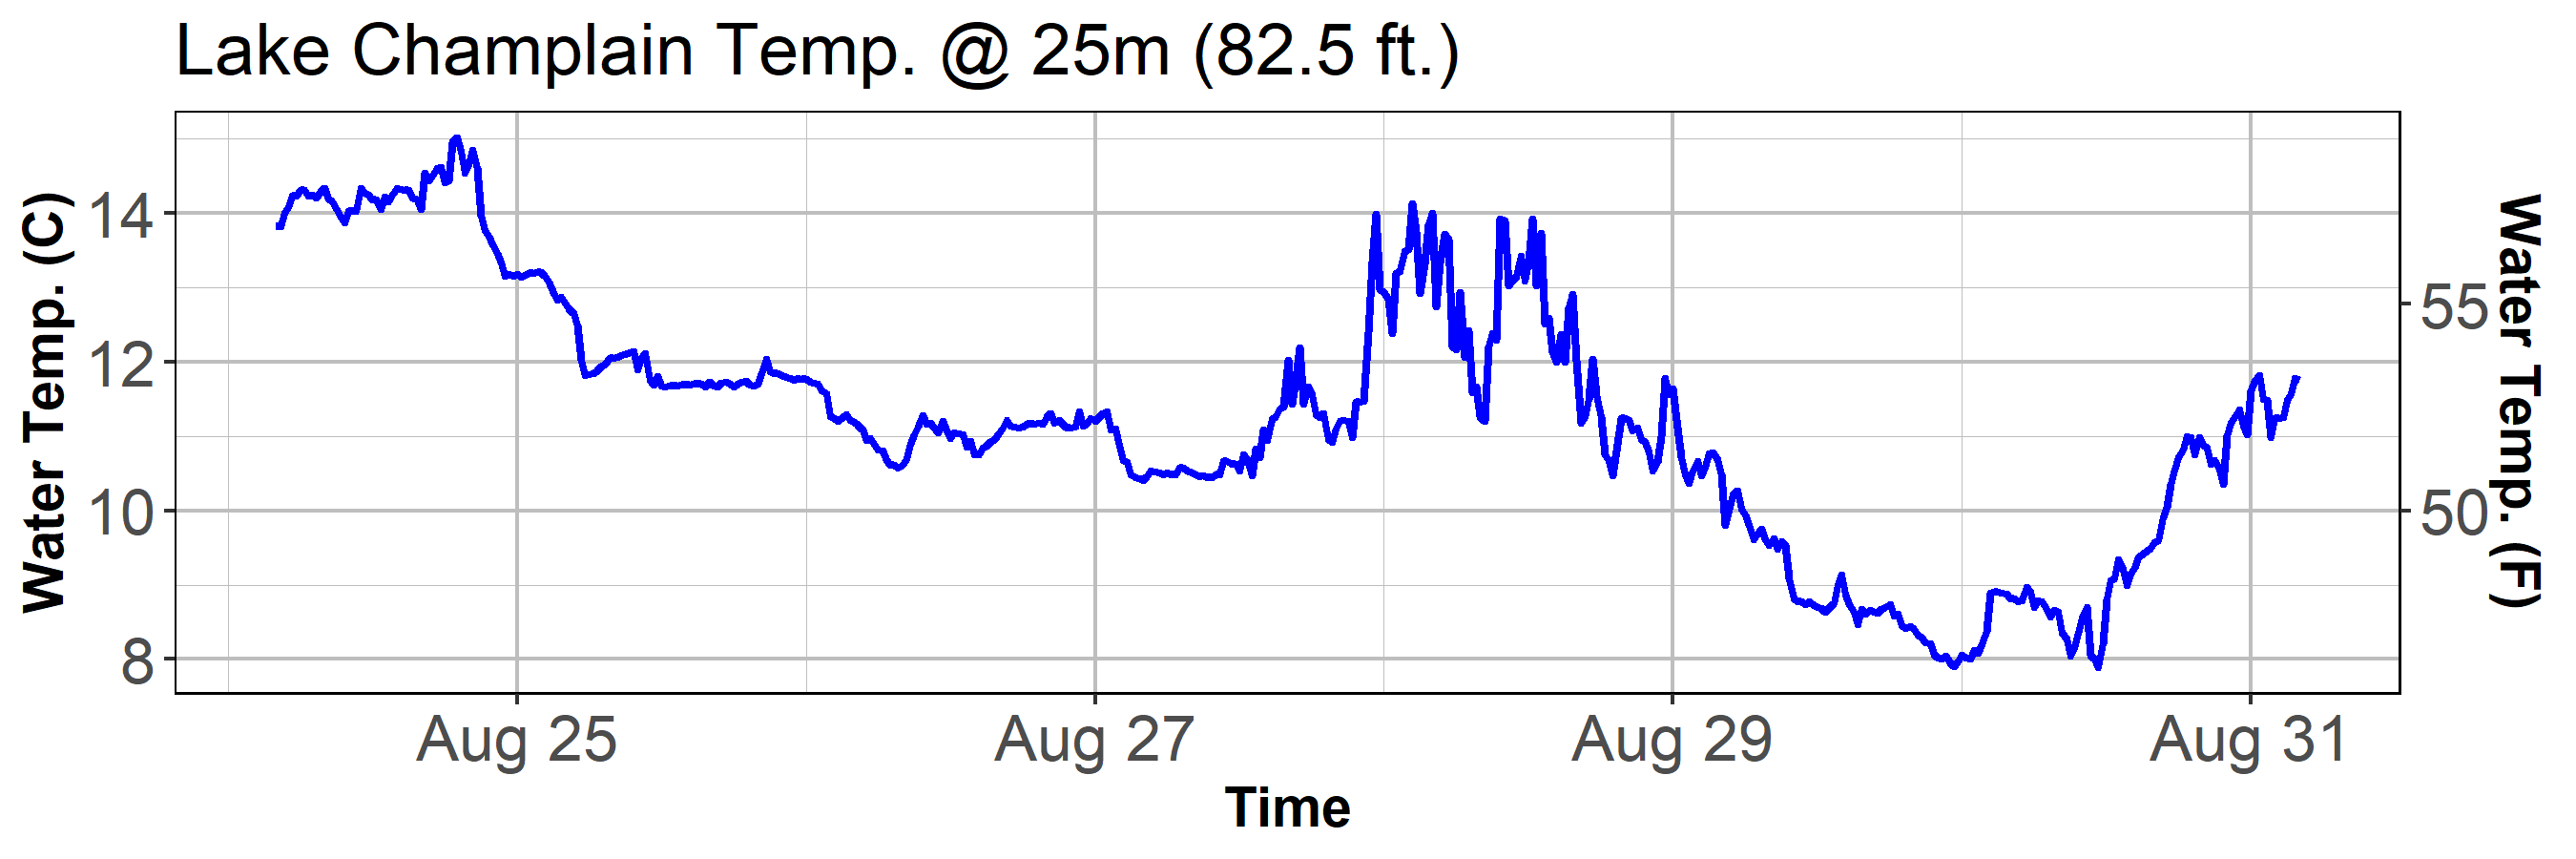 Lake Champlain Temp. @ 25m (82.5 ft.)
Water Temp. (C)
14
12
10
8
55
50
Water Temp. (F)
Aug 25
Aug 27
Aug 29
Aug 31
Time